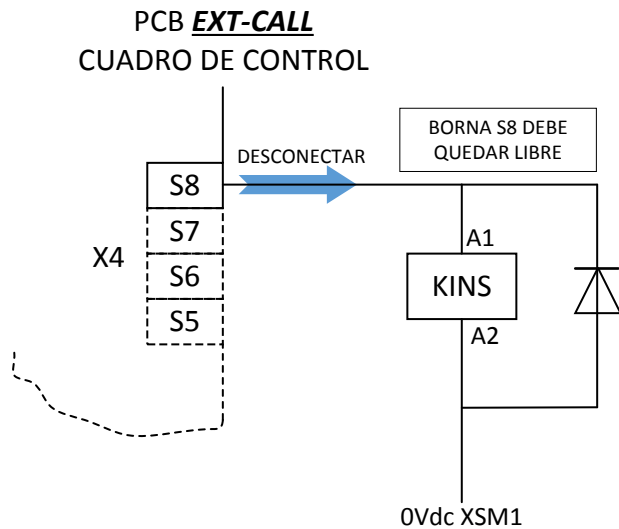 PCB EXT-CALL
CUADRO DE CONTROL
BORNA S8 DEBE
QUEDAR LIBRE
DESCONECTAR
S8
S7
X4
S6
S5
A1
KINS
A2
0Vdc XSM1